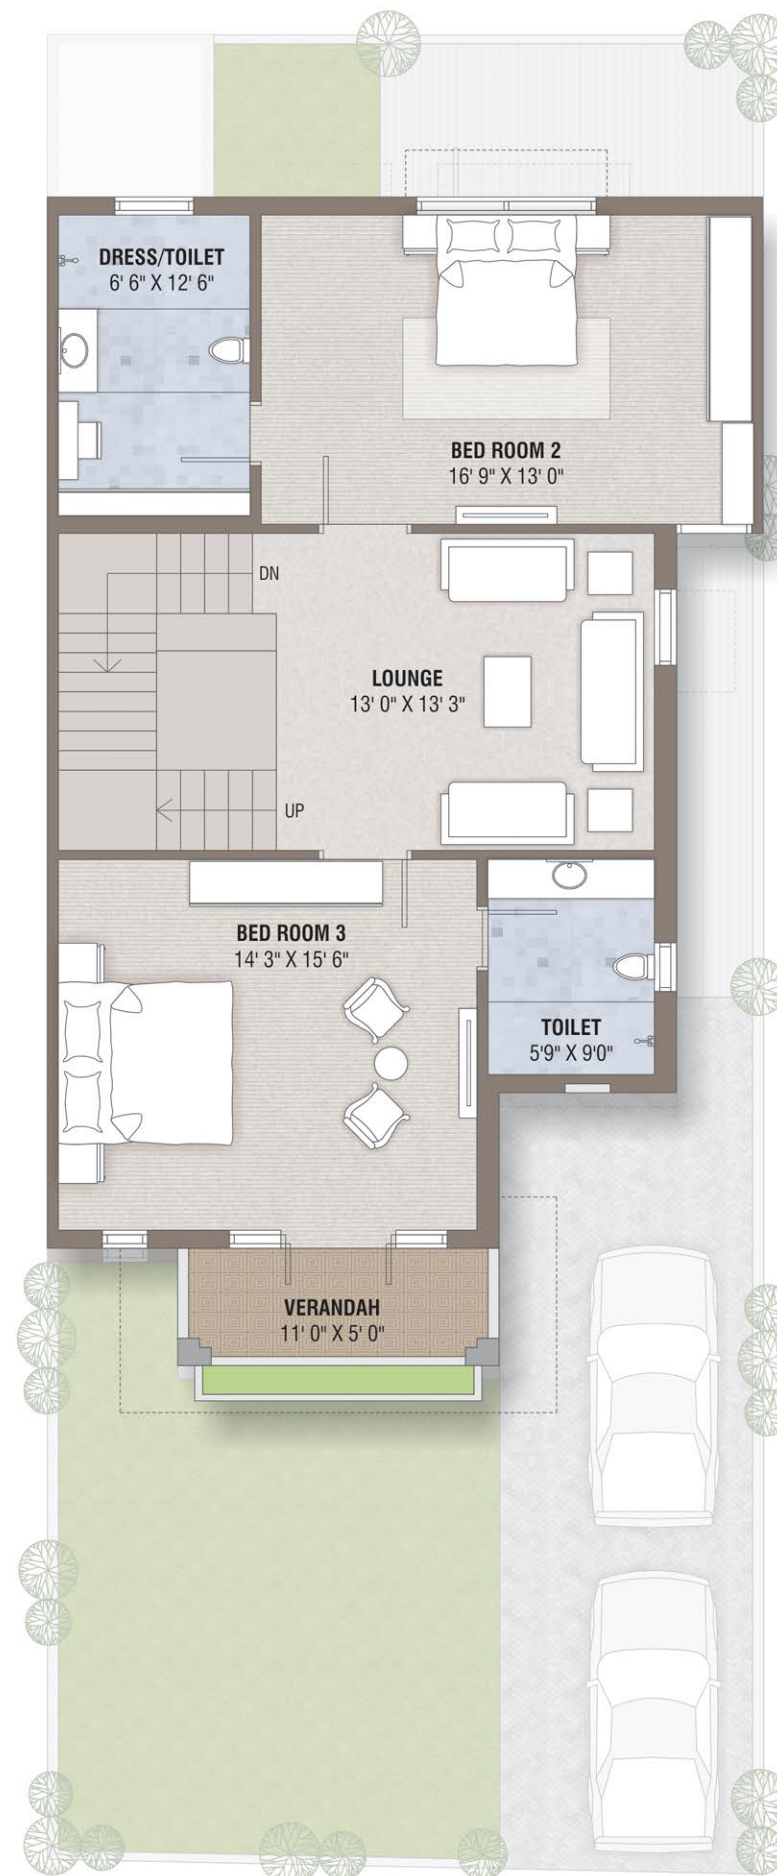 DRESS/TOILET
6' 6" X 12' 6"
BED ROOM 2
16' 9" X 13' 0"
DN
LOUNGE
13' 0" X 13' 3"
UP
BED ROOM 3
14' 3" X 15' 6"
TOILET
5'9" X 9'0"
VERANDAH
11' 0" X 5' 0"